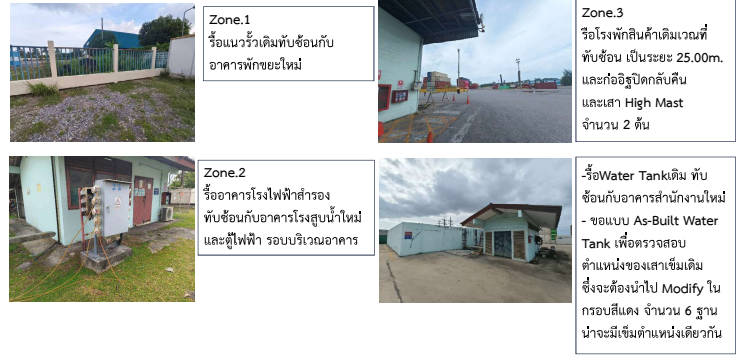 Zone.1
รื้อแนวรั้วเดิมทับซ้อนกับ
อาคารพักขยะใหม่
Zone.3
รือโรงพักสินค้าเดิมเวณที่
ทับซ้อน เป็นระยะ 25.00m.
และก่ออิฐปิดกลับคืน
และเสา High Mast
จำนวน 2 ต้น
Zone.2
รื้ออาคารโรงไฟฟ้าสำรอง
ทับซ้อนกับอาคารโรงสูบน้ำใหม่
และตู้ไฟฟ้า รอบบริเวณอาคาร
-รื้อWater Tankเดิม ทับ
ซ้อนกับอาคารสำนักงานใหม่
- ขอแบบ As-Built Water
Tank เพื่อตรวจสอบ
ตำแหน่งของเสาเข็มเดิม
ซึ่งจะต้องนำไป Modify ใน
กรอบสีแดง จำนวน 6 ฐาน
น่าจะมีเข็มตำแหน่งเดียวกัน